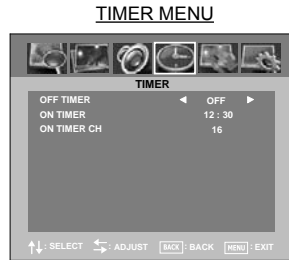 TIMER MENU
TIMER
OFF TIMER OFF
ON TIMER 12 : 30
ON TIMER CH 16
: SELECT : ADJUST BACK : BACK MENU : EXIT